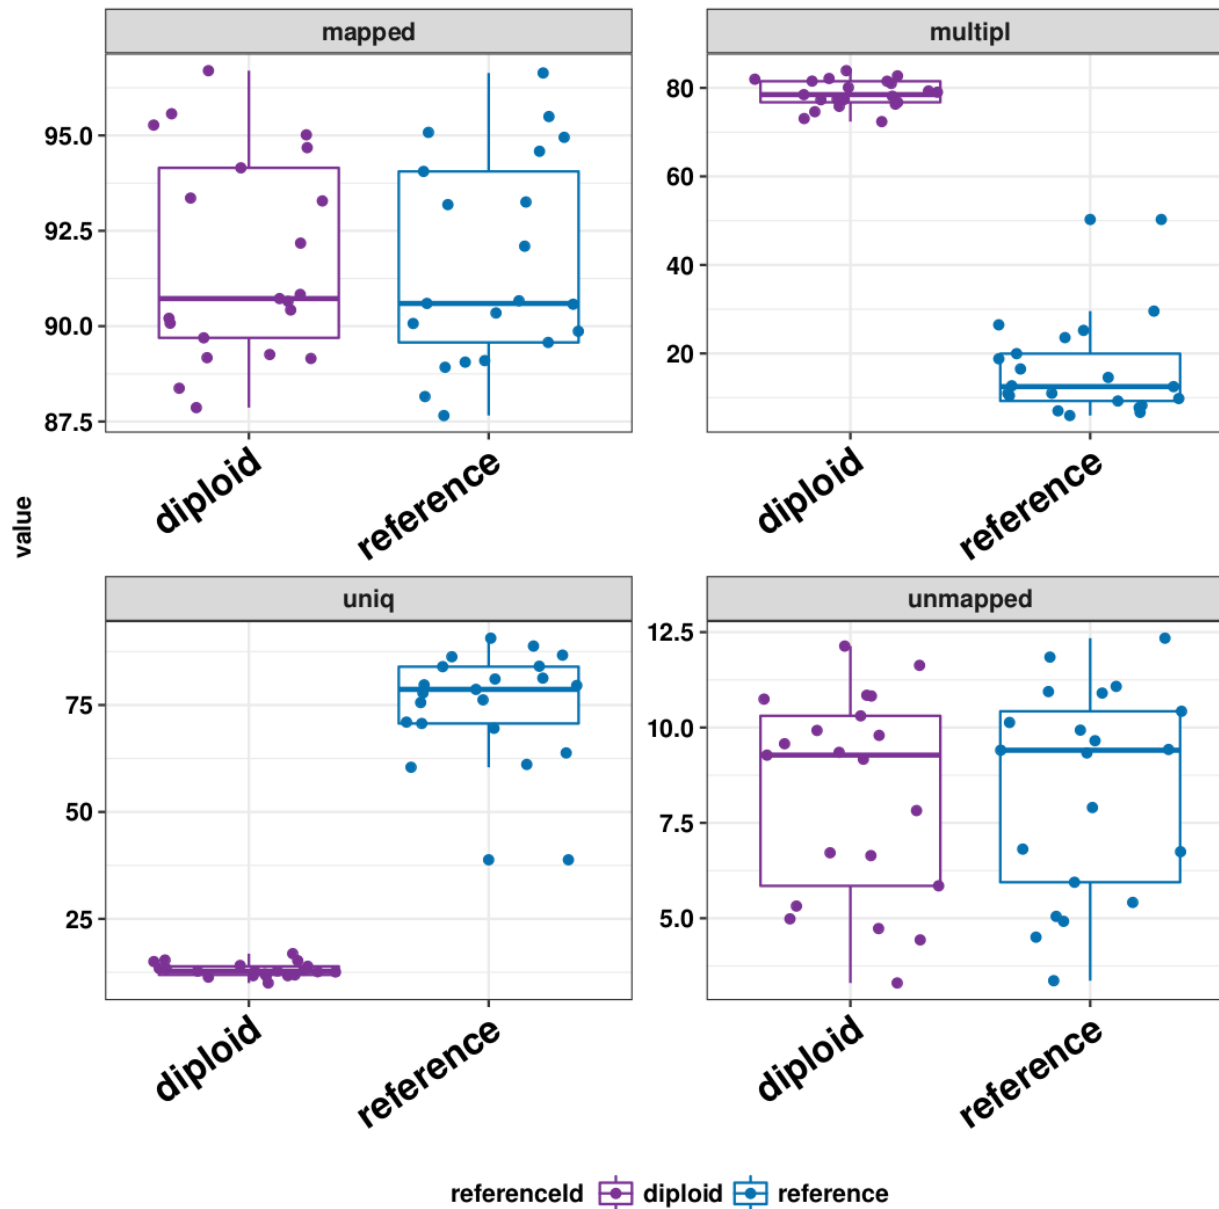 mapped
multipl
95.0
92.5
90.0
87.5
80
60
40
20
diploid
reference
diploid
reference
value
uniq
unmapped
75
50
25
12.5
10.0
7.5
5.0
diploid
reference
diploid
reference
referenceId diploid reference